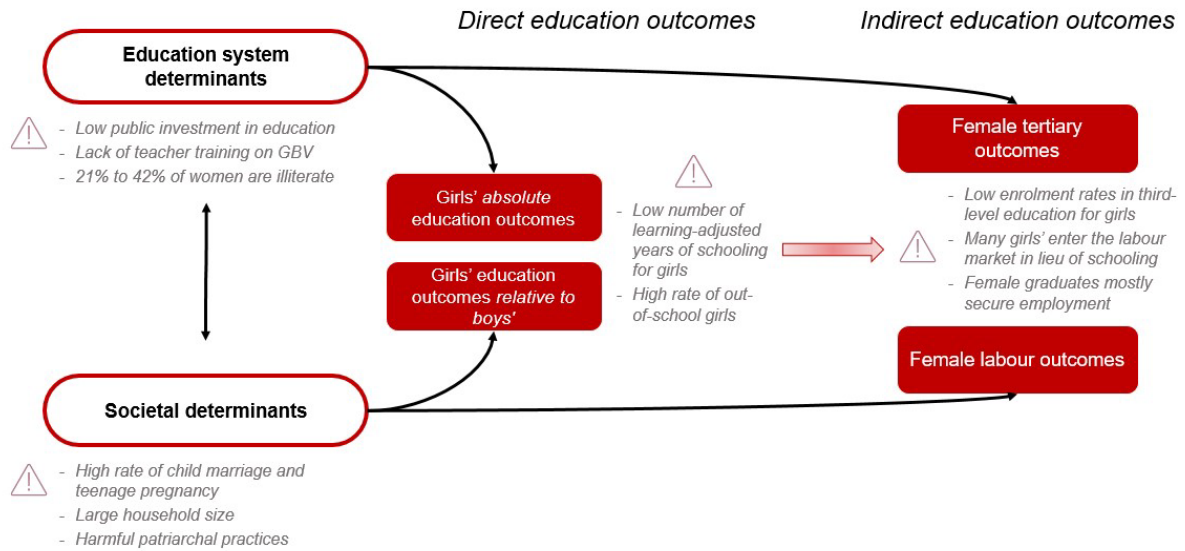 Direct education outcomes
Indirect education outcomes
Education system
determinants
- Low public investment in education
- Lack of teacher training on GBV
- 21% to 42% of women are illiterate
Girls' absolute
education outcomes
Girls' education
outcomes relative to
boys'
- Low number of
learning-adjusted
years of schooling
for girls
- High rate of out-
of-school girls
Female tertiary
outcomes
- Low enrolment rates in third-
level education for girls
- Many girls' enter the labour
market in lieu of schooling
- Female graduates mostly
secure employment
Female labour outcomes
Societal determinants
- High rate of child marriage and
teenage pregnancy
- Large household size
- Harmful patriarchal practices